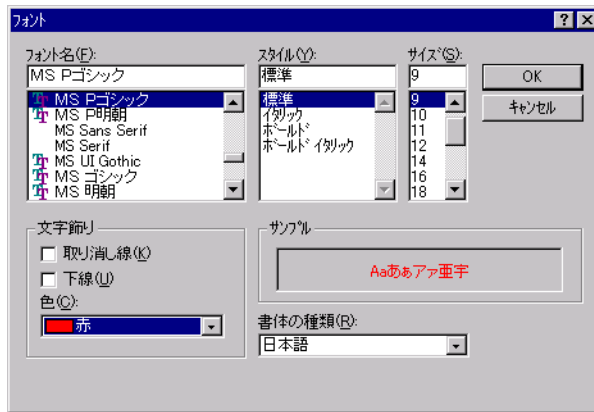 フォント
フォント名(F):
MS Pゴシック
MS Pゴシック
MS P明朝
MS Sans Serif
MS Serif
MS UI Gothic
MS ゴシック
MS 明朝
スタイル(Y):
標準
標準
イタリック
ボールド
ボールド イタリック
サイズ(S):
9
9
10
11
12
14
16
18
OK
キャンセル
文字飾り
取り消し線(K)
下線(U)
色(C):
赤
サンプル
Aaあぁアァ亜宇
書体の種類(R):
日本語